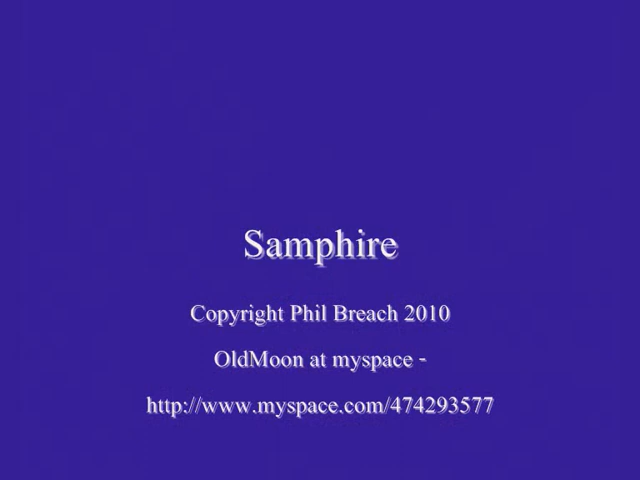 Samphire
Copyright Phil Breach 2010
OldMoon at myspace -
http://www.myspace.com/474293577